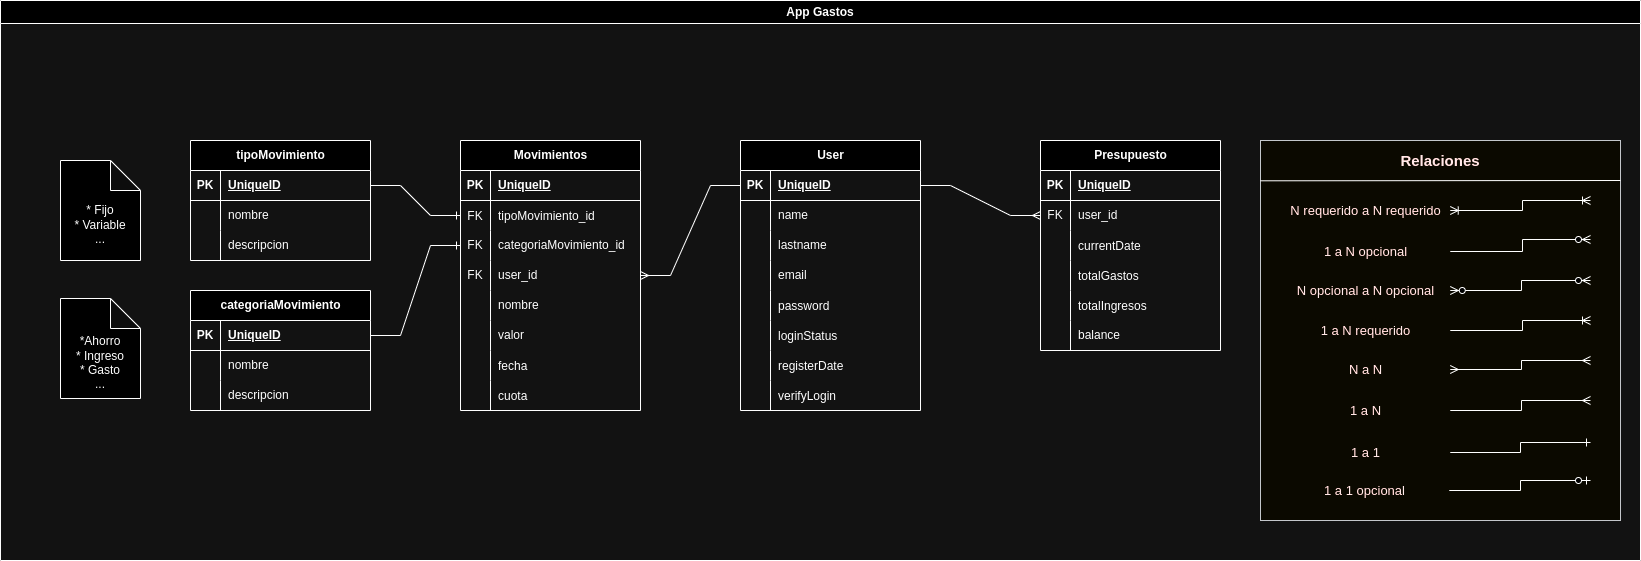 App Gastos
* Fijo
* Variable
...
*Ahorro
* Ingreso
* Gasto
...
tipoMovimiento
PK UniqueID
nombre
descripcion
categoriaMovimiento
PK UniqueID
nombre
descripcion
Movimientos
PK UniqueID
FK tipoMovimiento_id
FK categoriaMovimiento_id
FK user_id
nombre
valor
fecha
cuota
User
PK UniqueID
name
lastname
email
password
loginStatus
registerDate
verifyLogin
Presupuesto
PK UniqueID
FK user_id
currentDate
totalGastos
totalIngresos
balance
Relaciones
N requerido a N requerido
1 a N opcional
N opcional a N opcional
1 a N requerido
N a N
1 a N
1 a 1
1 a 1 opcional